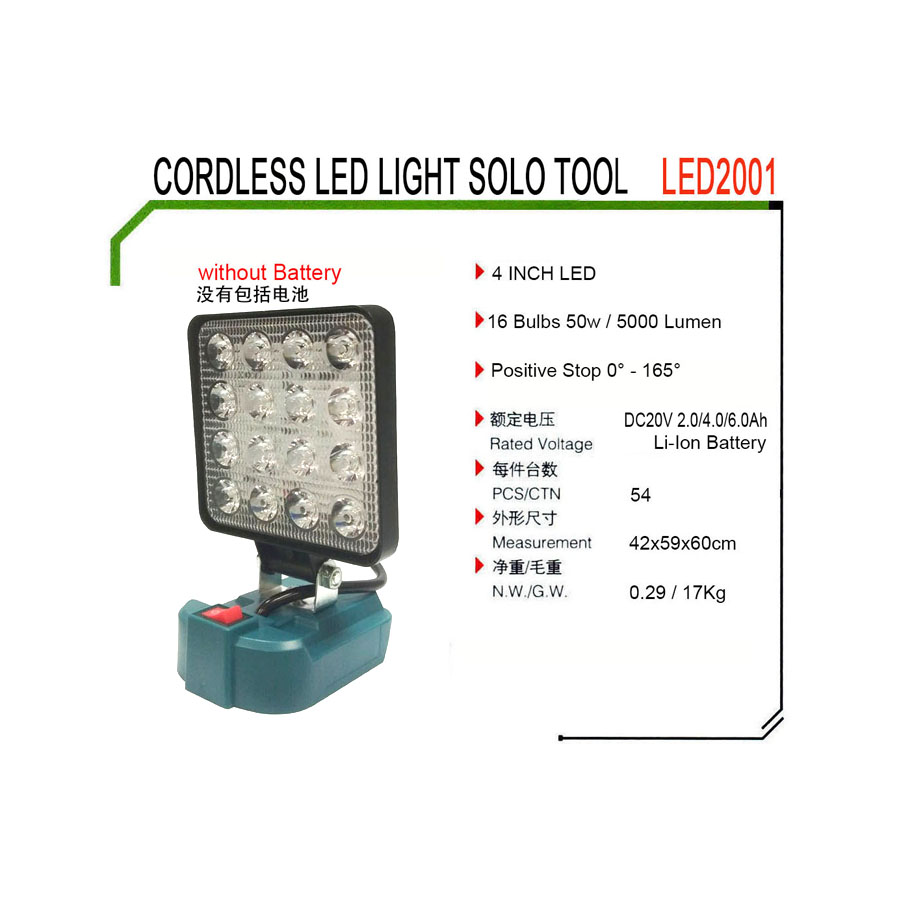 CORDLESS LED LIGHT SOLO TOOL LED2001
without Battery
没有包括电池
4 INCH LED
16 Bulbs 50w / 5000 Lumen
Positive Stop 0° - 165°
额定电压 DC20V 2.0/4.0/6.0Ah
Rated Voltage Li-Ion Battery
每件台数
PCS/CTN 54
外形尺寸
Measurement 42x59x60cm
净重/毛重
N.W./G.W. 0.29 / 17Kg